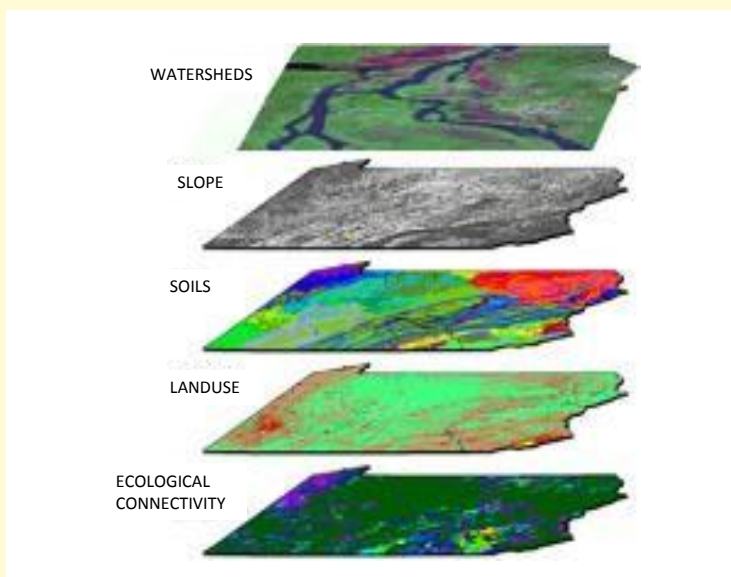 WATERSHEDS
SLOPE
SOILS
LANDUSE
ECOLOGICAL
CONNECTIVITY